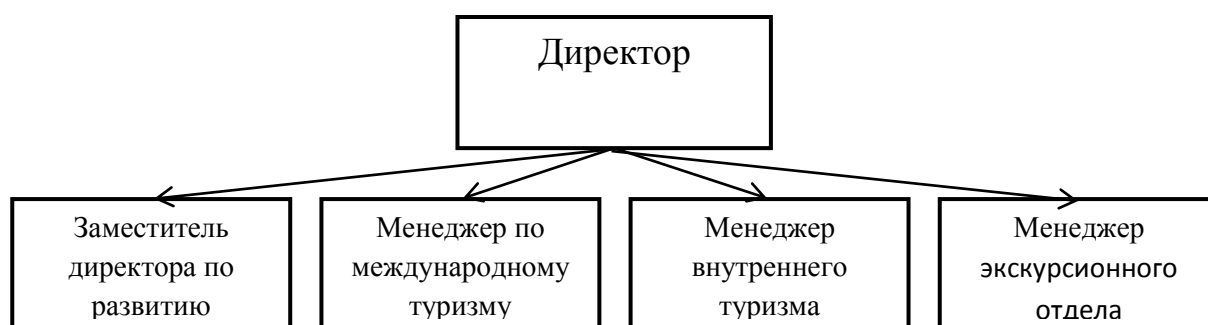 Директор
Заместитель
директора по
развитию
Менеджер по
международному
туризму
Менеджер
внутреннего
туризма
Менеджер
экскурсионного
отдела